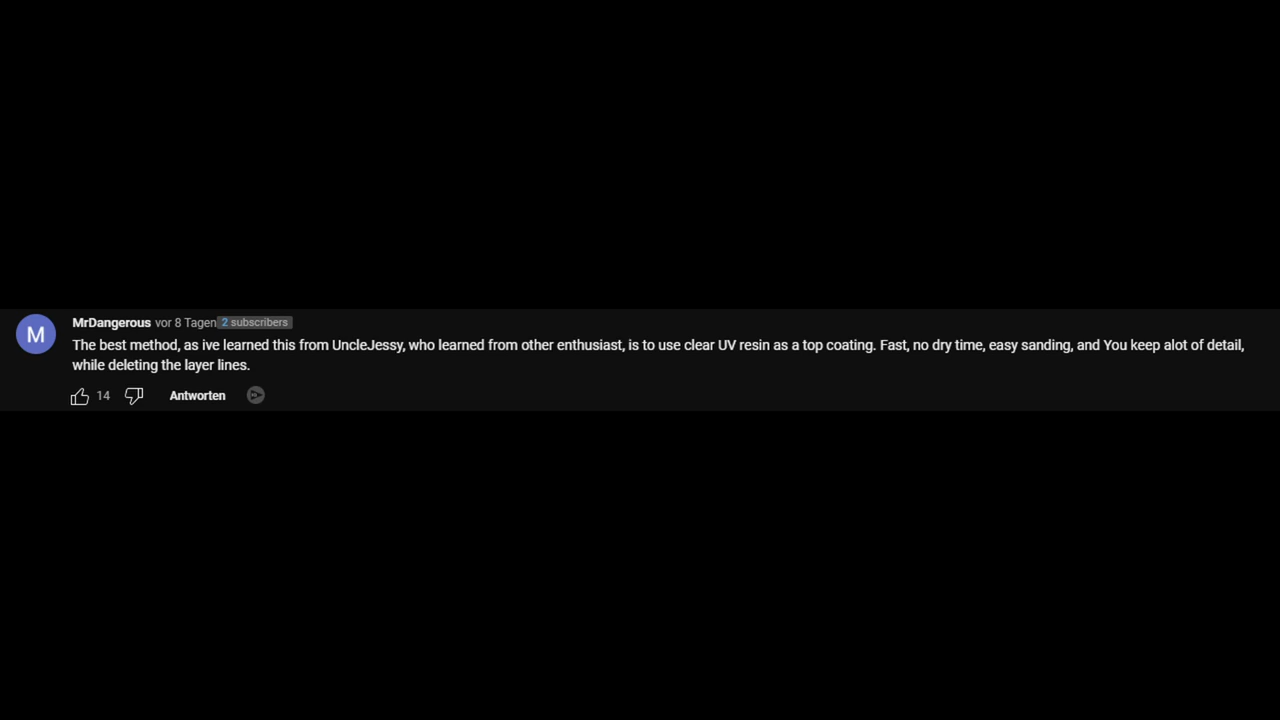 M
MrDangerous vor 8 Tagen 2 subscribers
The best method, as ive learned this from UncleJessy, who learned from other enthusiast, is to use clear UV resin as a top coating. Fast, no dry time, easy sanding, and You keep alot of detail,
while deleting the layer lines.
14 Antworten